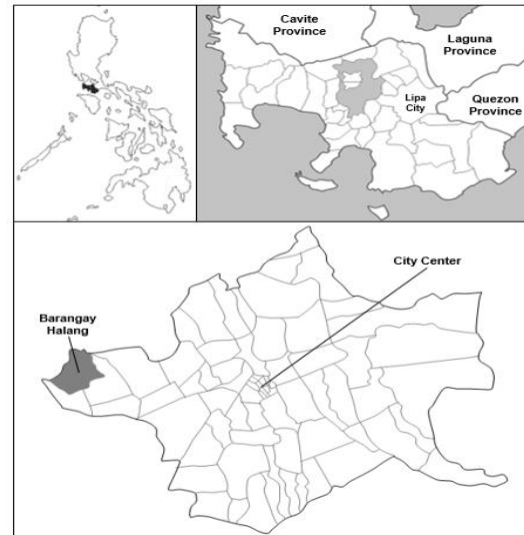 Cavite
Province
Laguna
Province
Lipa
City
Quezon
Province
City Center
Barangay
Halang